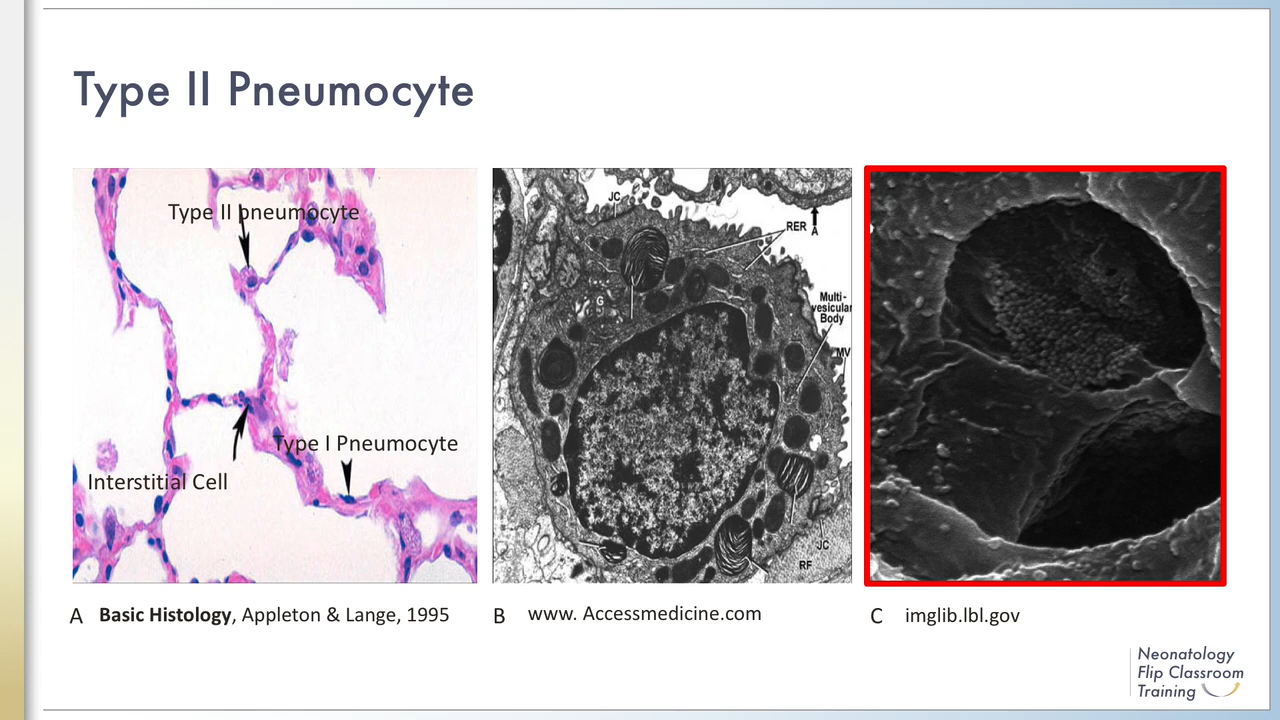 Type II Pneumocyte
Type II pneumocyte
Type I Pneumocyte
Interstitial Cell
JC
RER
A
G
Multi-
vesicular
Body
MV
JC
RF
A Basic Histology, Appleton & Lange, 1995
B www. Accessmedicine.com
C imglib.lbl.gov
Neonatology
Flip Classroom
Training